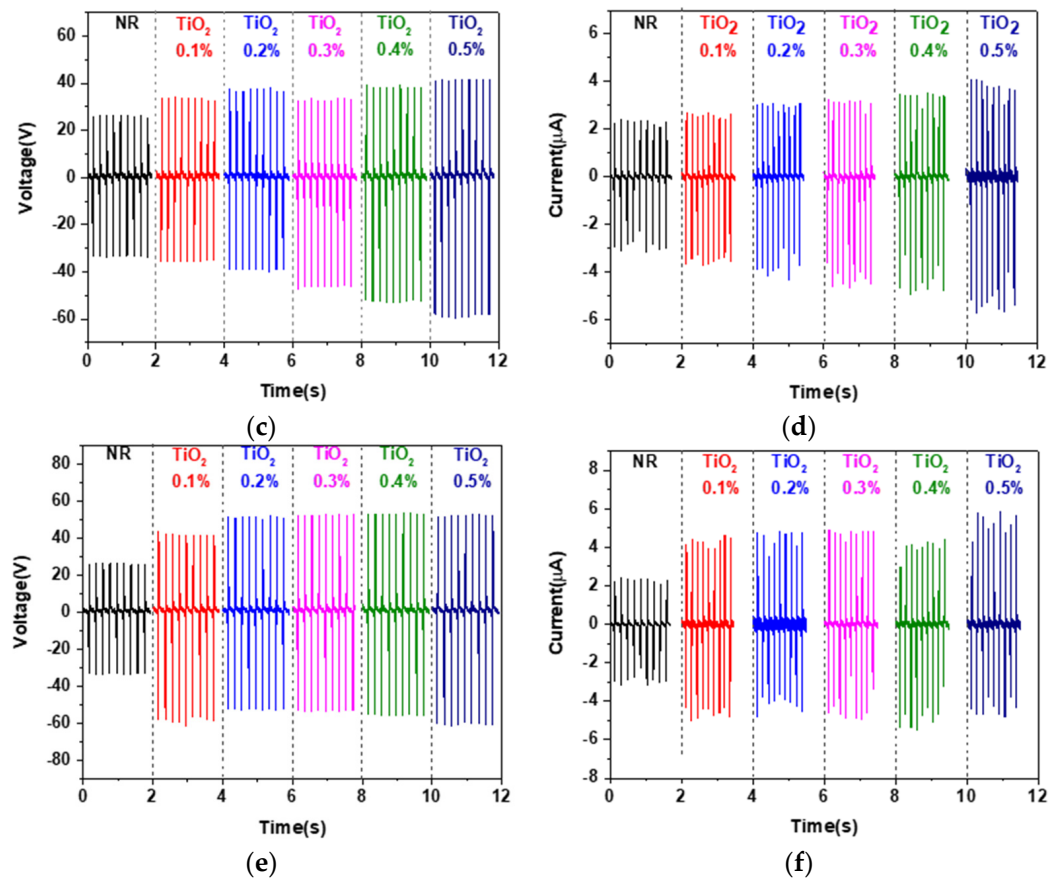 60
40
20
0
-20
-40
-60
Voltage(V)
NR
TiO2
0.1%
TiO2
0.2%
TiO2
0.3%
TiO2
0.4%
TiO2
0.5%
0 2 4 6 8 10 12
Time(s)
(c)
6
4
2
0
-2
-4
-6
Current(μA)
NR
TiO2
0.1%
TiO2
0.2%
TiO2
0.3%
TiO2
0.4%
TiO2
0.5%
0 2 4 6 8 10 12
Time(s)
(d)
80
60
40
20
0
-20
-40
-60
-80
Voltage(V)
NR
TiO2
0.1%
TiO2
0.2%
TiO2
0.3%
TiO2
0.4%
TiO2
0.5%
0 2 4 6 8 10 12
Time(s)
(e)
8
6
4
2
0
-2
-4
-6
-8
Current(μA)
NR
TiO2
0.1%
TiO2
0.2%
TiO2
0.3%
TiO2
0.4%
TiO2
0.5%
0 2 4 6 8 10 12
Time(s)
(f)